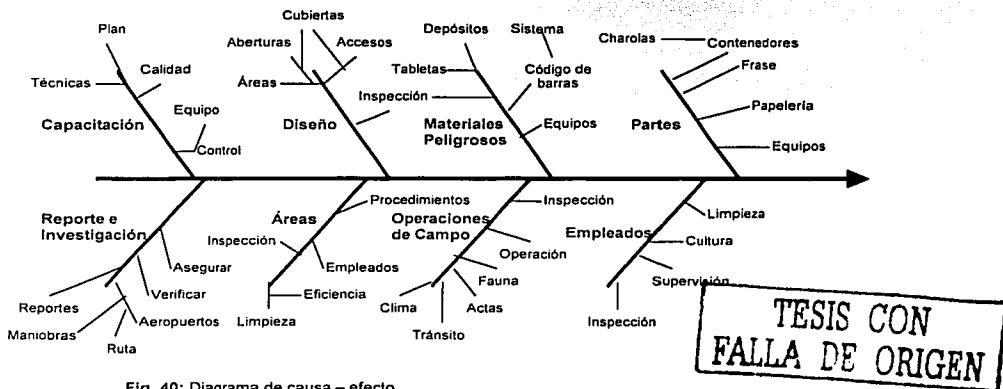 Plan
Técnicas
Calidad
Equipo
Capacitación
Control
Cubiertas
Aberturas
Accesos
Áreas
Inspección
Diseño
Depósitos
Sistema
Tabletas
Código de
barras
Inspección
Materiales
Peligrosos
Equipos
Charolas
Contenedores
Frase
Papelería
Partes
Equipos
Reporte e
Investigación
Asegurar
Reportes
Verificar
Maniobras
Aeropuertos
Ruta
Procedimientos
Áreas
Inspección
Empleados
Eficiencia
Limpieza
Inspección
Operaciones
de Campo
Operación
Fauna
Clima
Actas
Tránsito
Limpieza
Empleados
Cultura
Supervisión
Inspección
TESIS CON
FALLA DE ORIGEN
Fig. 40: Diagrama de causa – efecto